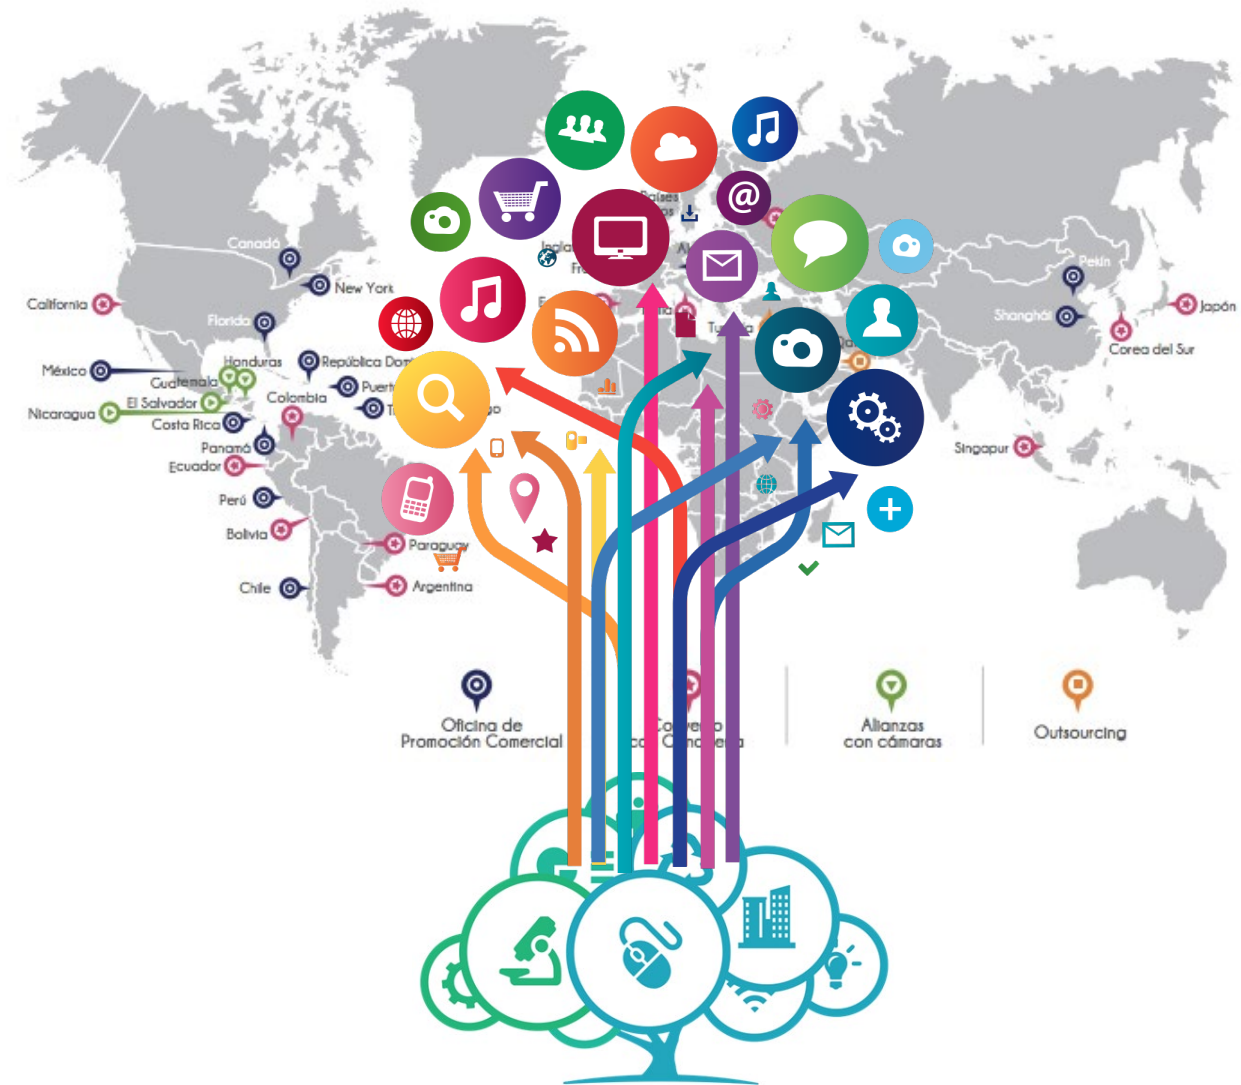 Países
@
Canadá
New York
California
Florida
Pekín
Japón
Shanghái
Corea del Sur
Honduras
México
Guatemala
El Salvador
Nicaragua
Colombia
Costa Rica
Panamá
Ecuador
Singapur
Perú
Bolivia
Paraguay
Chile
Argentina
República
Oficina de
Promoción Comercial
Alianzas
con cámaras
Outsourcing